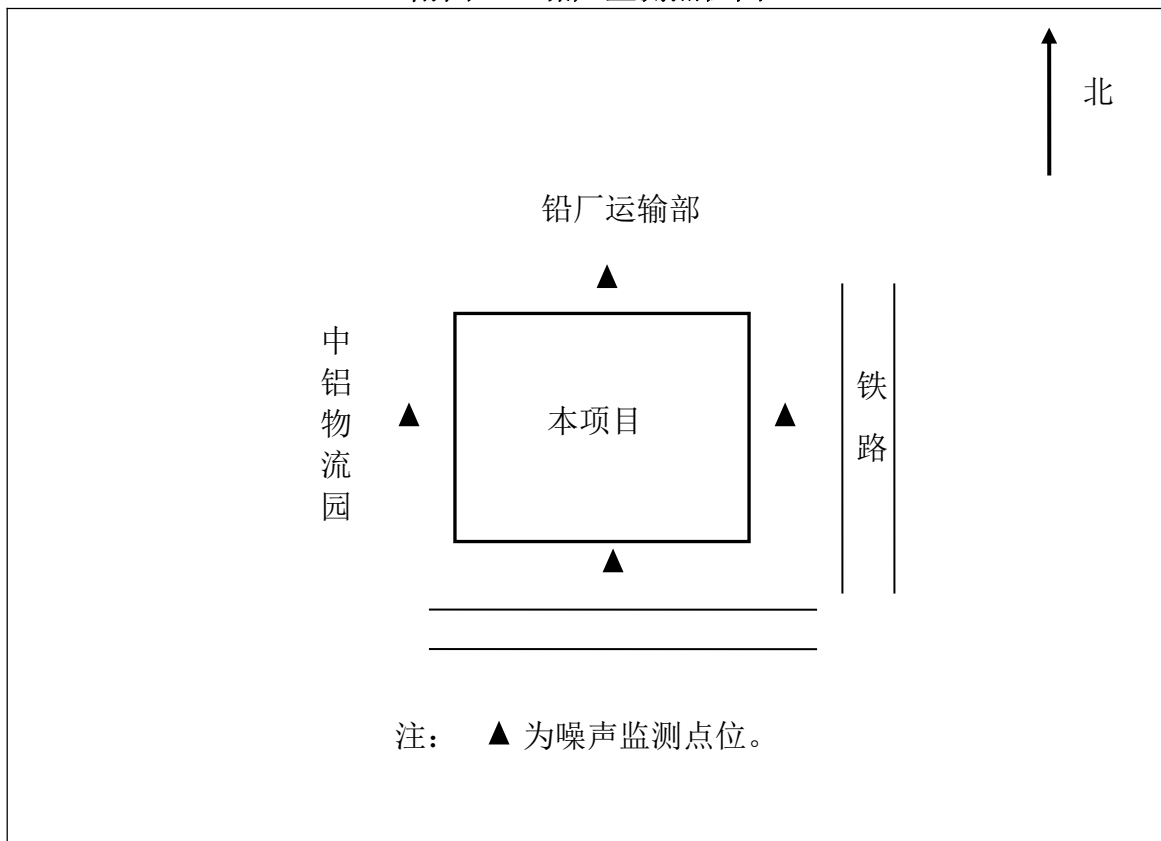 北
铅厂运输部
中铝物流园
本项目
铁路
注： ▲ 为噪声监测点位。